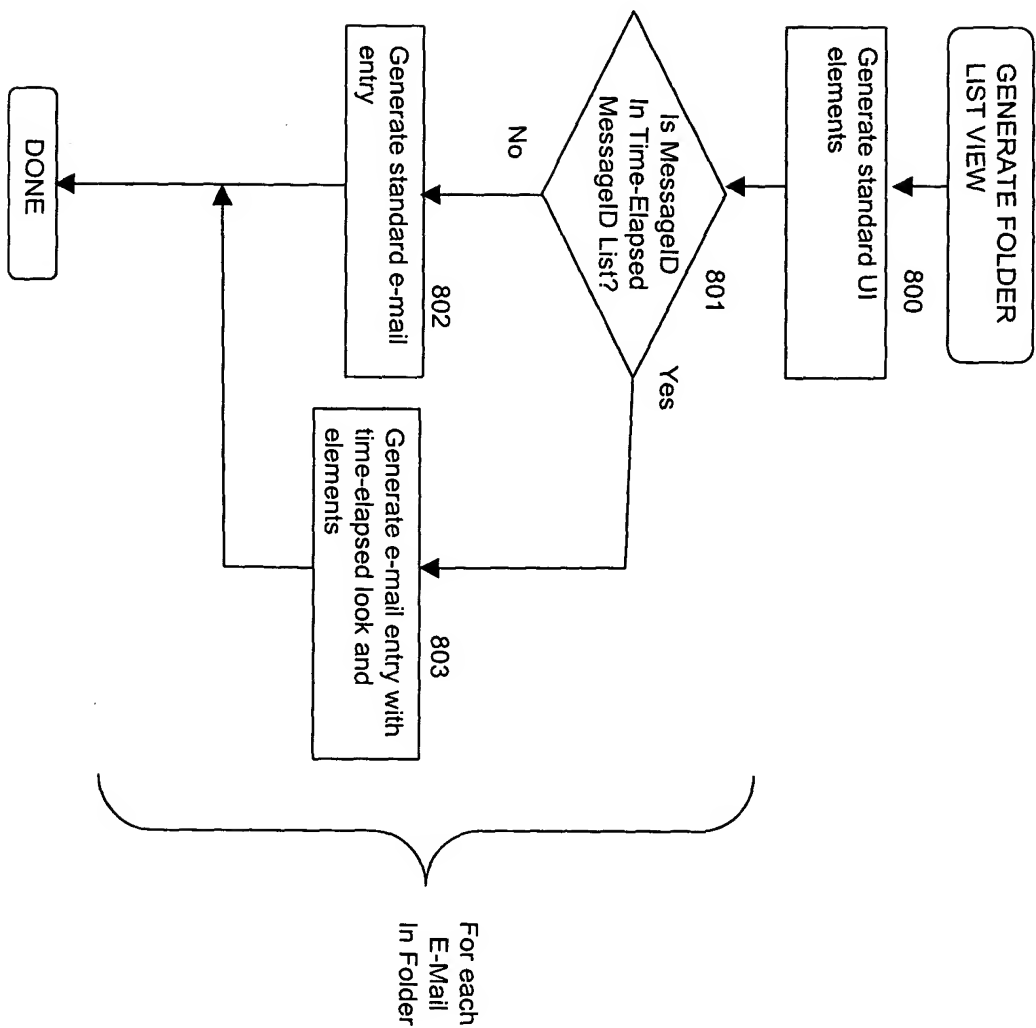 GENERATE FOLDER
LIST VIEW
800
Generate standard UI
elements
801
Is MessageID
In Time-Elapsed
MessageID List?
Yes
No
802
Generate standard e-mail
entry
803
Generate e-mail entry with
time-elapsed look and
elements
For each
E-Mail
In Folder
DONE